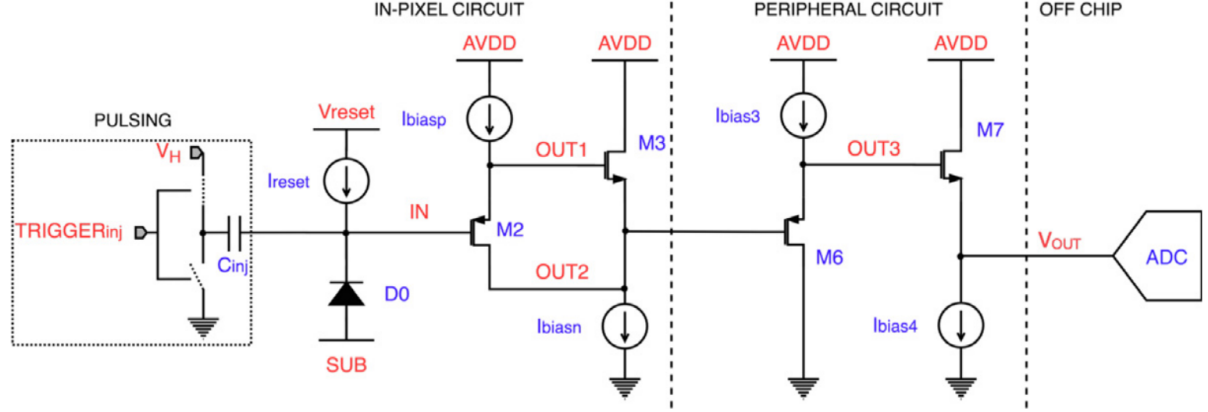 IN-PIXEL CIRCUIT
PERIPHERAL CIRCUIT
OFF CHIP
AVDD
AVDD
AVDD
AVDD
PULSING
Vreset
Ibiasp
Ibias3
M7
VH
Ireset
OUT1
M3
OUT3
TRIGGERinj
IN
M2
Cinj
OUT2
M6
VOUT
ADC
D0
Ibiasn
Ibias4
SUB